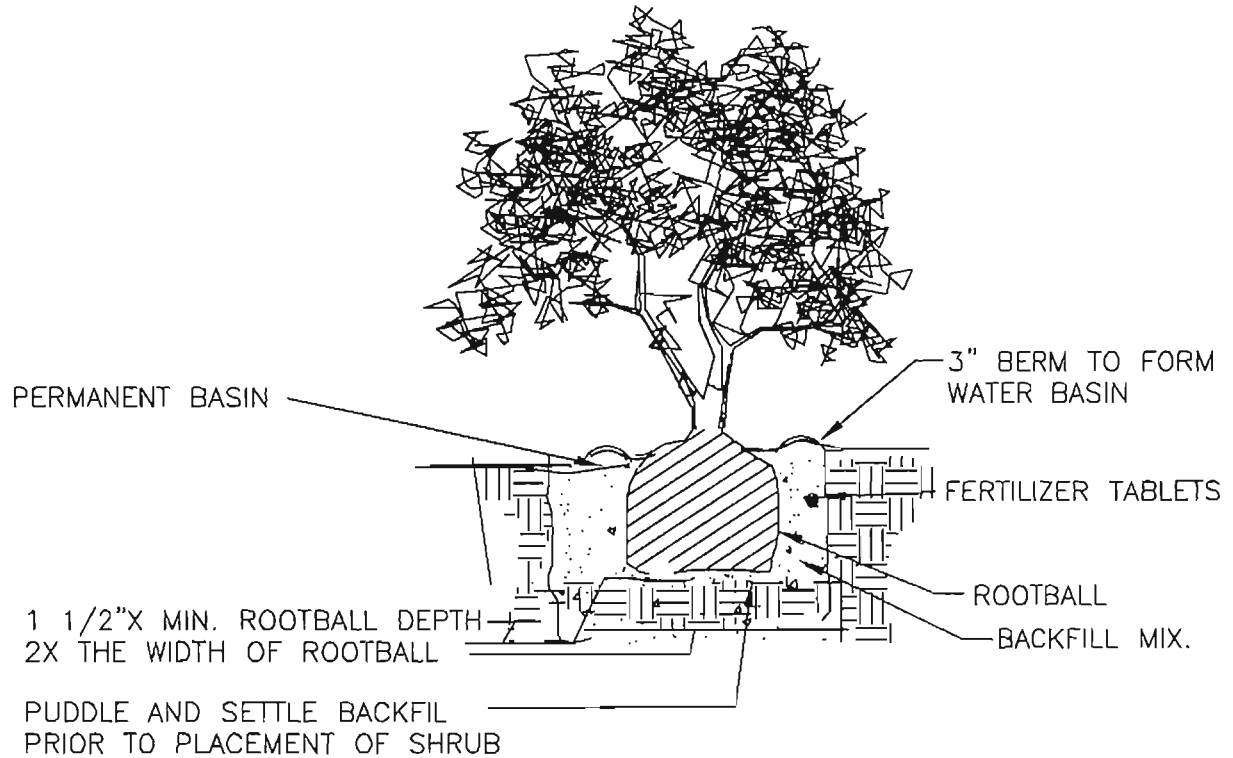 3" BERM TO FORM
WATER BASIN
PERMANENT BASIN
FERTILIZER TABLETS
ROOTBALL
BACKFILL MIX.
1 1/2"X MIN. ROOTBALL DEPTH
2X THE WIDTH OF ROOTBALL
PUDDLE AND SETTLE BACKFIL
PRIOR TO PLACEMENT OF SHRUB